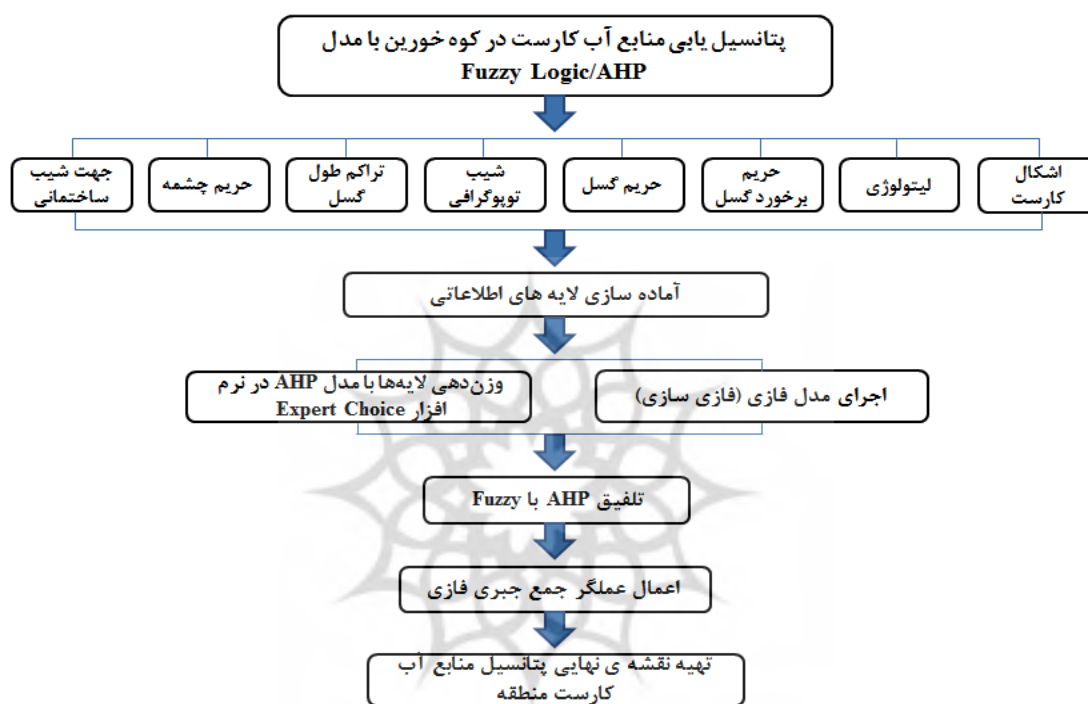 پتانسیل یابی منابع آب کارست در کوه خورین با مدل
Fuzzy Logic/AHP
اشکال
کارست
لیتولوژی
حریم
برخورد گسل
حریم گسل
شیب
توپوگرافی
تراکم طول
گسل
حریم چشمه
جهت شیب
ساختمانی
آماده سازی لایه های اطلاعاتی
اجرای مدل فازی (فازی سازی)
وزن‌دهی لایه‌ها با مدل AHP در نرم
افزار Expert Choice
تلفیق AHP با Fuzzy
اعمال عملگر جمع جبری فازی
تهیه نقشه ی نهایی پتانسیل منابع آب
کارست منطقه